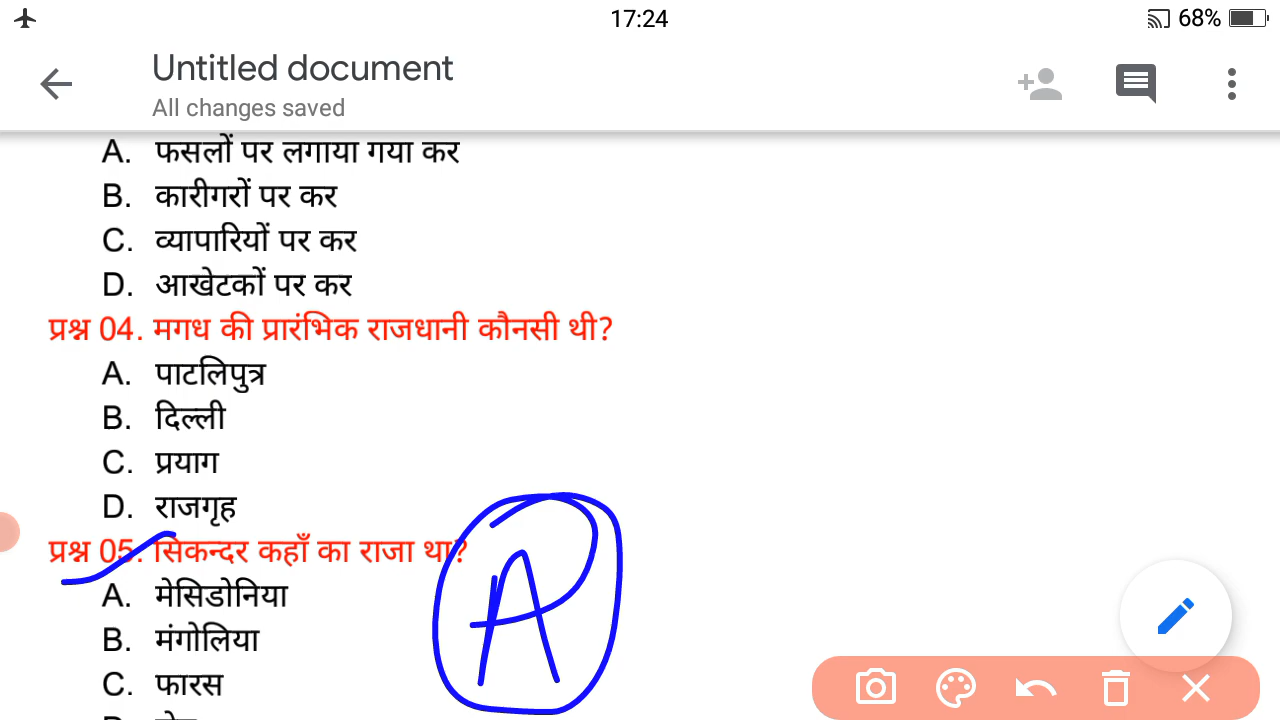 17:24
68%
Untitled document
All changes saved
A. फसलों पर लगाया गया कर
B. कारीगरों पर कर
C. व्यापारियों पर कर
D. आखेटकों पर कर
प्रश्न 04. मगध की प्रारंभिक राजधानी कौनसी थी?
A. पाटलिपुत्र
B. दिल्ली
C. प्रयाग
D. राजगृह
प्रश्न 05. सिकन्दर कहाँ का राजा था?
A. मेसिडोनिया
B. मंगोलिया
C. फारस
A